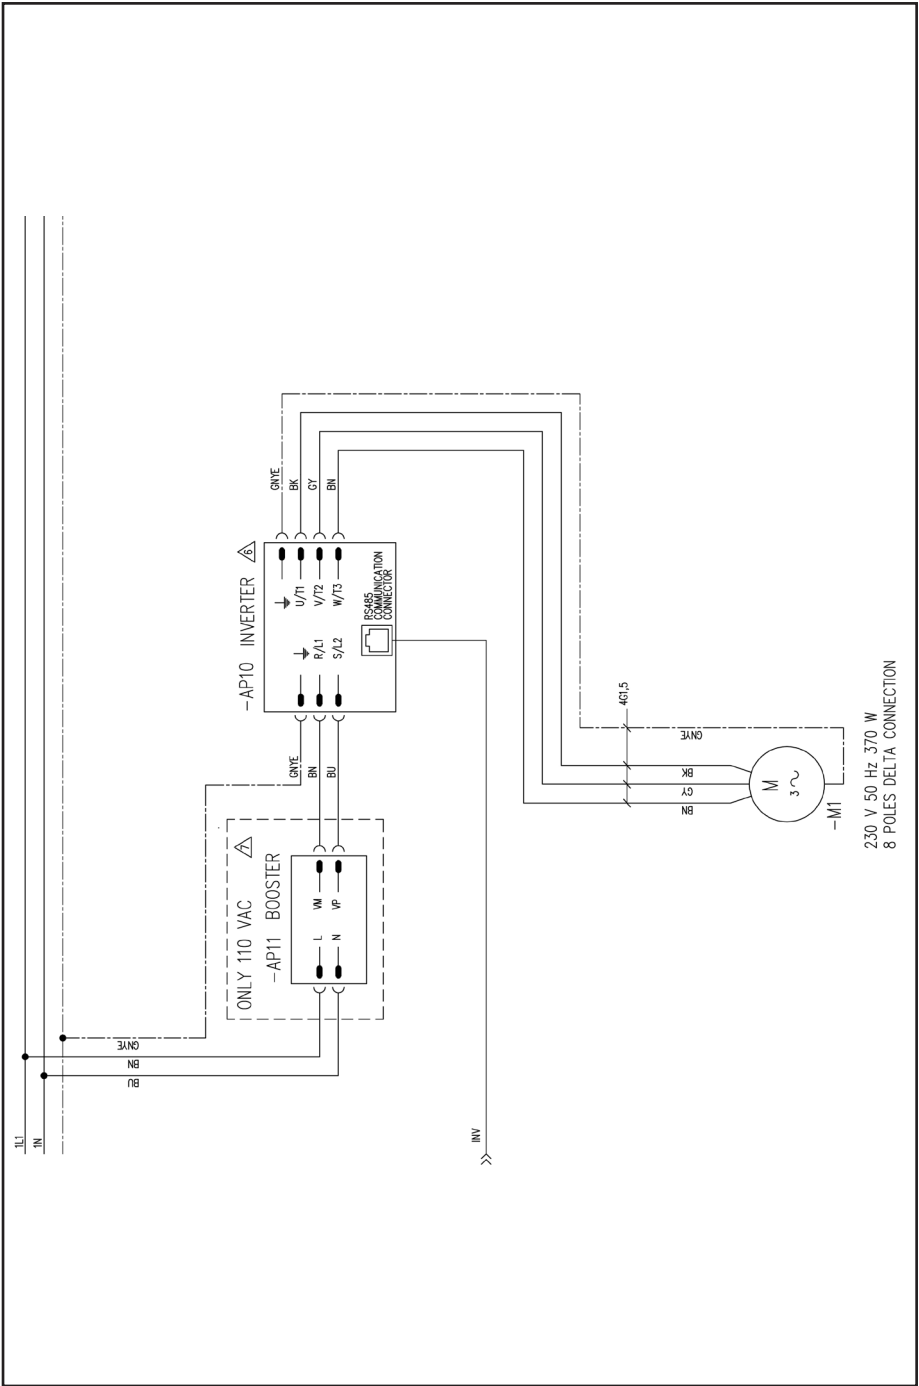 1L1
1N
GNYE
BN
BU
ONLY 110 VAC
7
-AP11 BOOSTER
L
VM
N
VP
GNYE
BN
BU
-AP10 INVERTER
6
R/L1
S/L2
U/T1
V/T2
W/T3
RS485
COMMUNICATION
CONNECTOR
GNYE
BK
GY
BN
INV
4G1,5
GNYE
BK
GY
BN
M
3
-M1
230 V 50 Hz 370 W
8 POLES DELTA CONNECTION